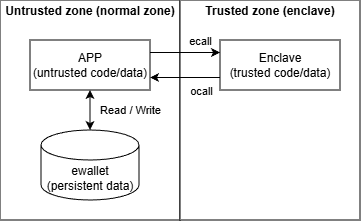 Untrusted zone (normal zone)
Trusted zone (enclave)
ecall
APP
(untrusted code/data)
Enclave
(trusted code/data)
ocall
Read / Write
ewallet
(persistent data)